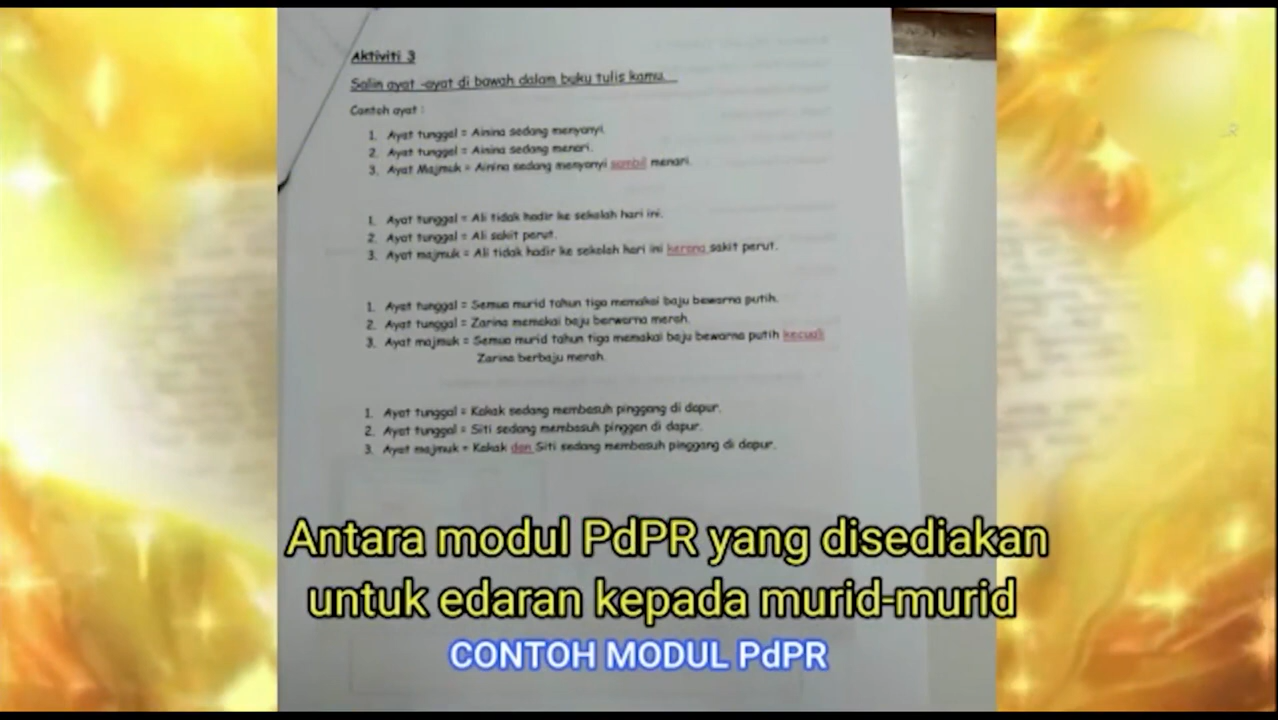 Aktiviti 3
Salin ayat -ayat di bawah dalam buku tulis kamu.
Contoh ayat :
1. Ayat tunggal = Ainina sedang menyanyi.
2. Ayat tunggal = Ainina sedang menari.
3. Ayat Majmuk = Ainina sedang menyanyi sambil menari.
1. Ayat tunggal = Ali tidak hadir ke sekolah hari ini.
2. Ayat tunggal = Ali sakit perut.
3. Ayat majmuk = Ali tidak hadir ke sekolah hari ini kerana sakit perut.
1. Ayat tunggal = Semua murid tahun tiga memakai baju bewarna putih.
2. Ayat tunggal = Zarina memakai baju berwarna merah.
3. Ayat majmuk = Semua murid tahun tiga memakai baju bewarna putih kecuali
Zarina berbaju merah.
1. Ayat tunggal = Kakak sedang membasuh pinggang di dapur.
2. Ayat tunggal = Siti sedang membasuh pinggan di dapur.
3. Ayat majmuk = Kakak dan Siti sedang membasuh pinggang di dapur.
Antara modul PdPR yang disediakan
untuk edaran kepada murid-murid
CONTOH MODUL PdPR